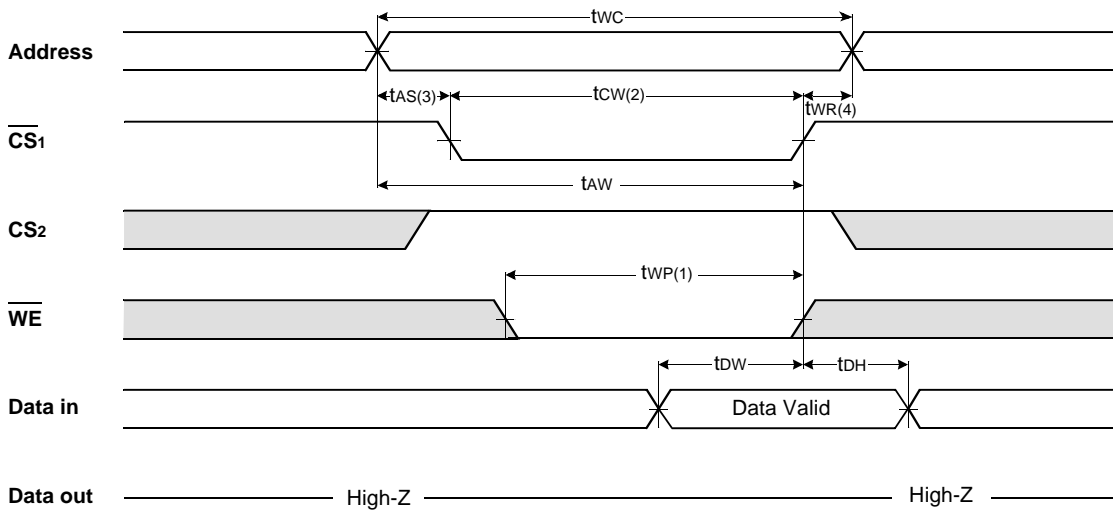 tWC
Address
tAS(3) tCW(2) tWR(4)
CS1
tAW
CS2
tWP(1)
WE
tDW tDH
Data in Data Valid
Data out High-Z High-Z